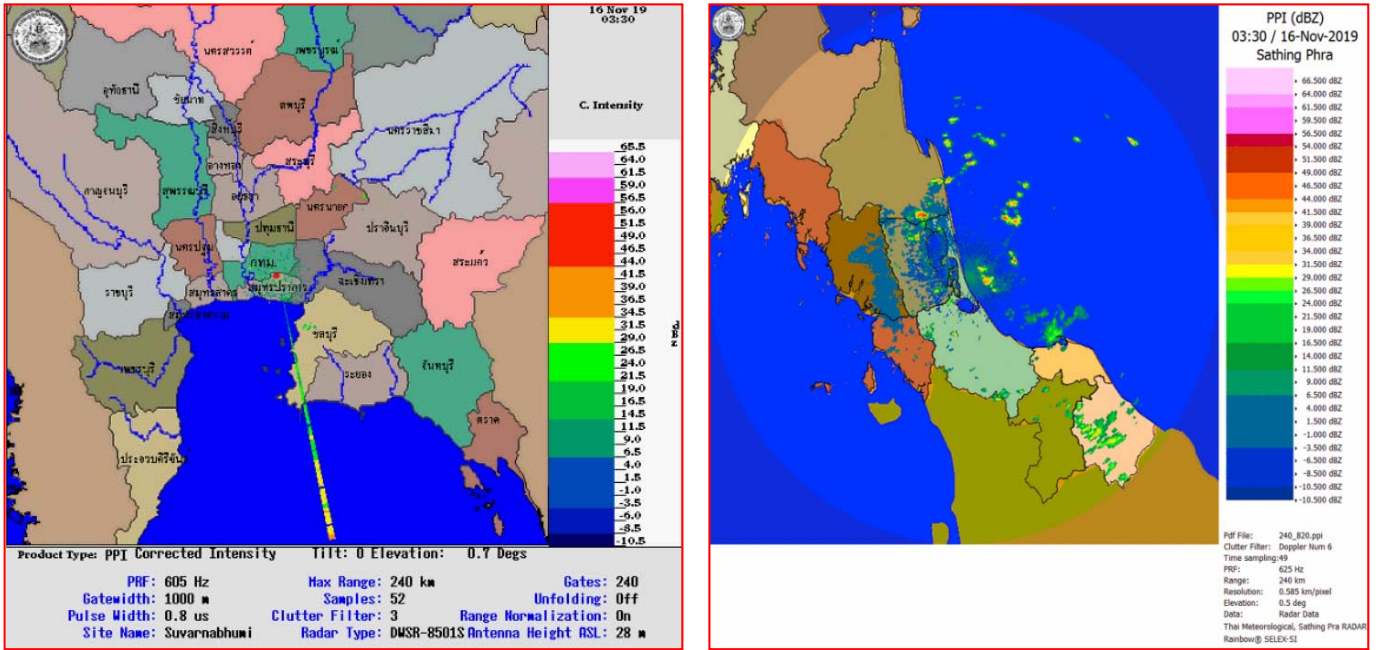 16 Nov 19
03:30
C. Intensity
65.5
64.0
61.5
59.0
56.5
56.0
51.5
49.0
46.5
44.0
41.5
39.0
36.5
34.5
31.5
29.0
26.5
24.0
21.5
19.0
16.5
14.5
11.5
9.0
6.5
4.0
1.5
-1.0
-3.5
-6.0
-8.5
-10.5
นครสวรรค์
เพชรบูรณ์
อุทัยธานี
ชัยนาท
ลพบุรี
สิงห์บุรี
นครราชสีมา
อ่างทอง
สระบุรี
กาญจนบุรี
สุพรรณบุรี
อยุธยา
นครนายก
ปทุมธานี
ปราจีนบุรี
นครปฐม
กทม.
สระแก้ว
ราชบุรี
สมุทรสาคร
สมุทรปราการ
ฉะเชิงเทรา
ชลบุรี
เพชรบุรี
ระยอง
จันทบุรี
ตราด
ประจวบคีรีขันธ์
Product Type: PPI Corrected Intensity Tilt: 0 Elevation: 0.7 Degs
PRF: 605 Hz Max Range: 240 km Gates: 240
Gatewidth: 1000 m Samples: 52 Unfolding: Off
Pulse Width: 0.8 us Clutter Filter: 3 Range Normalization: On
Site Name: Suvarnabhumi Radar Type: DWSR-8501S Antenna Height ASL: 28 m
PPI (dBZ)
03:30 / 16-Nov-2019
Sathing Phra
66.500 dBZ
64.000 dBZ
61.500 dBZ
59.500 dBZ
56.500 dBZ
54.000 dBZ
51.500 dBZ
49.000 dBZ
46.500 dBZ
44.000 dBZ
41.500 dBZ
39.000 dBZ
36.500 dBZ
34.000 dBZ
31.500 dBZ
29.000 dBZ
26.500 dBZ
24.000 dBZ
21.500 dBZ
19.000 dBZ
16.500 dBZ
14.000 dBZ
11.500 dBZ
9.000 dBZ
6.500 dBZ
4.000 dBZ
1.500 dBZ
-1.000 dBZ
-3.500 dBZ
-6.500 dBZ
-8.500 dBZ
-10.500 dBZ
Pdf File: 240_820.ppi
Clutter Filter: Doppler Num 6
Time sampling:49
PRF: 625 Hz
Range: 240 km
Resolution: 0.585 km/pixel
Elevation: 0.5 deg
Data: Radar Data
Thai Meteorological, Sathing Pra RADAR
Rainbow® SELEX-SI